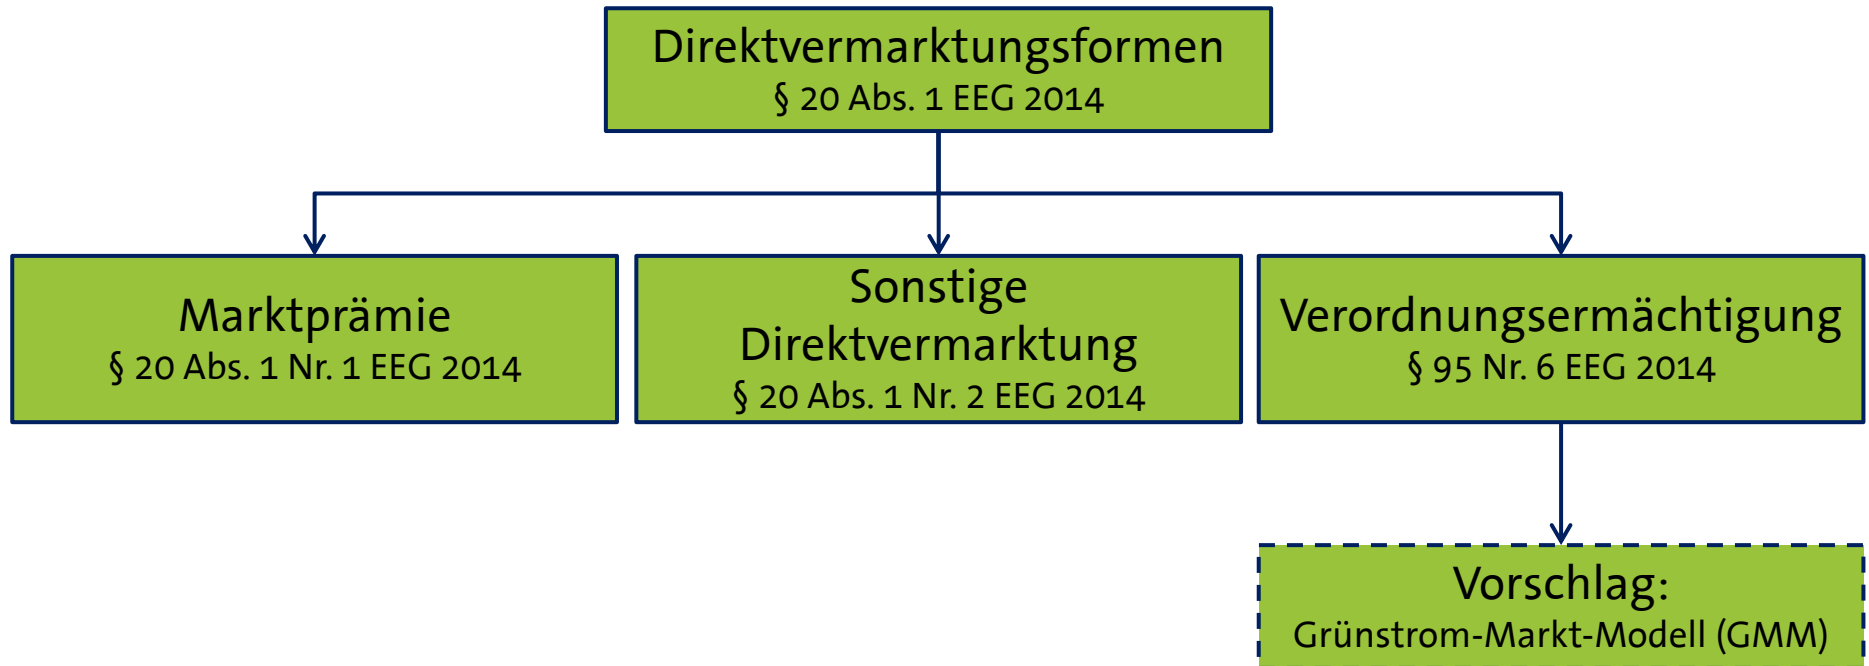 Direktvermarktungsformen
§ 20 Abs. 1 EEG 2014
Marktprämie
§ 20 Abs. 1 Nr. 1 EEG 2014
Sonstige
Direktvermarktung
§ 20 Abs. 1 Nr. 2 EEG 2014
Verordnungsermächtigung
§ 95 Nr. 6 EEG 2014
Vorschlag:
Grünstrom-Markt-Modell (GMM)